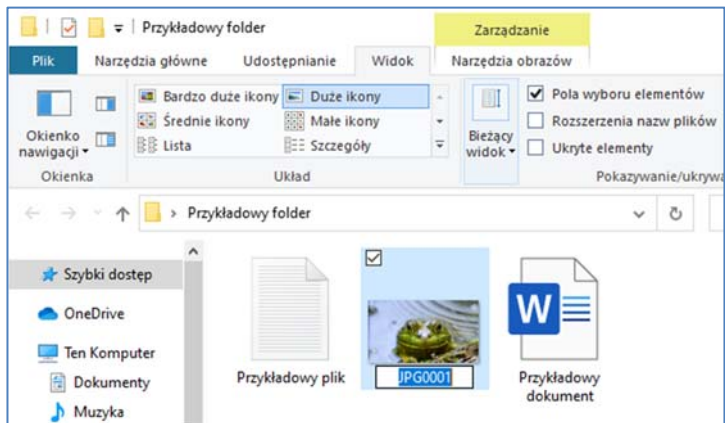 Przykładowy folder
Zarządzanie
Plik
Narzędzia główne
Udostępnianie
Widok
Narzędzia obrazów
Okienko nawigacji
Bardzo duże ikony
Duże ikony
Średnie ikony
Małe ikony
Lista
Szczegóły
Bieżący widok
Pola wyboru elementów
Rozszerzenia nazw plików
Ukryte elementy
Okienka
Układ
Pokazywanie/ukrywa
Przykładowy folder
Szybki dostęp
OneDrive
Ten Komputer
Dokumenty
Muzyka
Przykładowy plik
JPG0001
Przykładowy
dokument
W